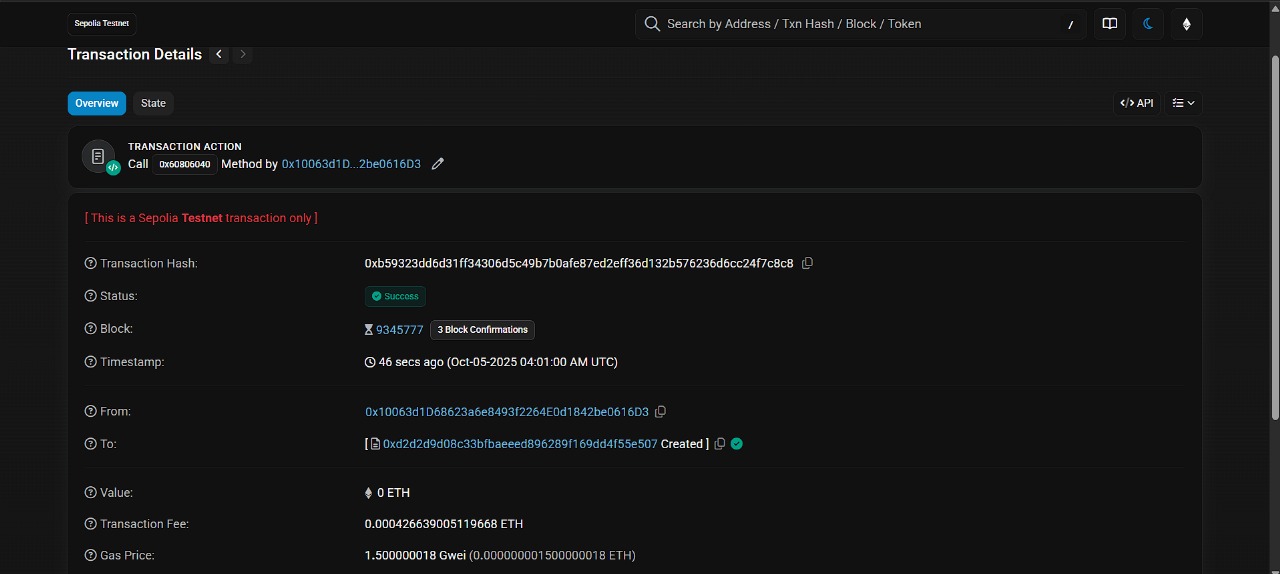 Sepolia Testnet
Search by Address / Txn Hash / Block / Token /
Transaction Details
Overview State </> API
TRANSACTION ACTION
Call 0x60806040 Method by 0x10063d1D...2be0616D3
[ This is a Sepolia Testnet transaction only ]
Transaction Hash: 0xb59323dd6d31ff34306d5c49b7b0afe87ed2eff36d132b576236d6cc24f7c8c8
Status: Success
Block: 9345777 3 Block Confirmations
Timestamp: 46 secs ago (Oct-05-2025 04:01:00 AM UTC)
From: 0x10063d1D68623a6e8493f2264E0d1842be0616D3
To: [ 0xd2d2d9d08c33bfbaeeed896289f169dd4f55e507 Created ]
Value: 0 ETH
Transaction Fee: 0.000426639005119668 ETH
Gas Price: 1.500000018 Gwei (0.000000001500000018 ETH)